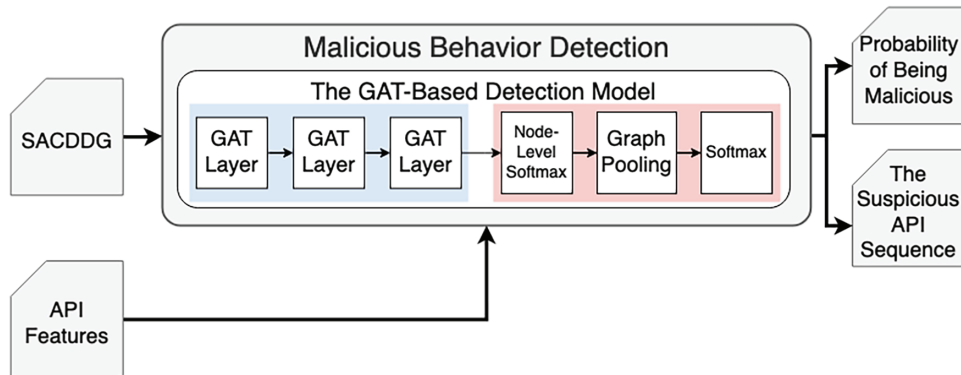 Malicious Behavior Detection
The GAT-Based Detection Model
SACDDG
GAT
Layer
GAT
Layer
GAT
Layer
Node-
Level
Softmax
Graph
Pooling
Softmax
Probability
of Being
Malicious
The
Suspicious
API
Sequence
API
Features